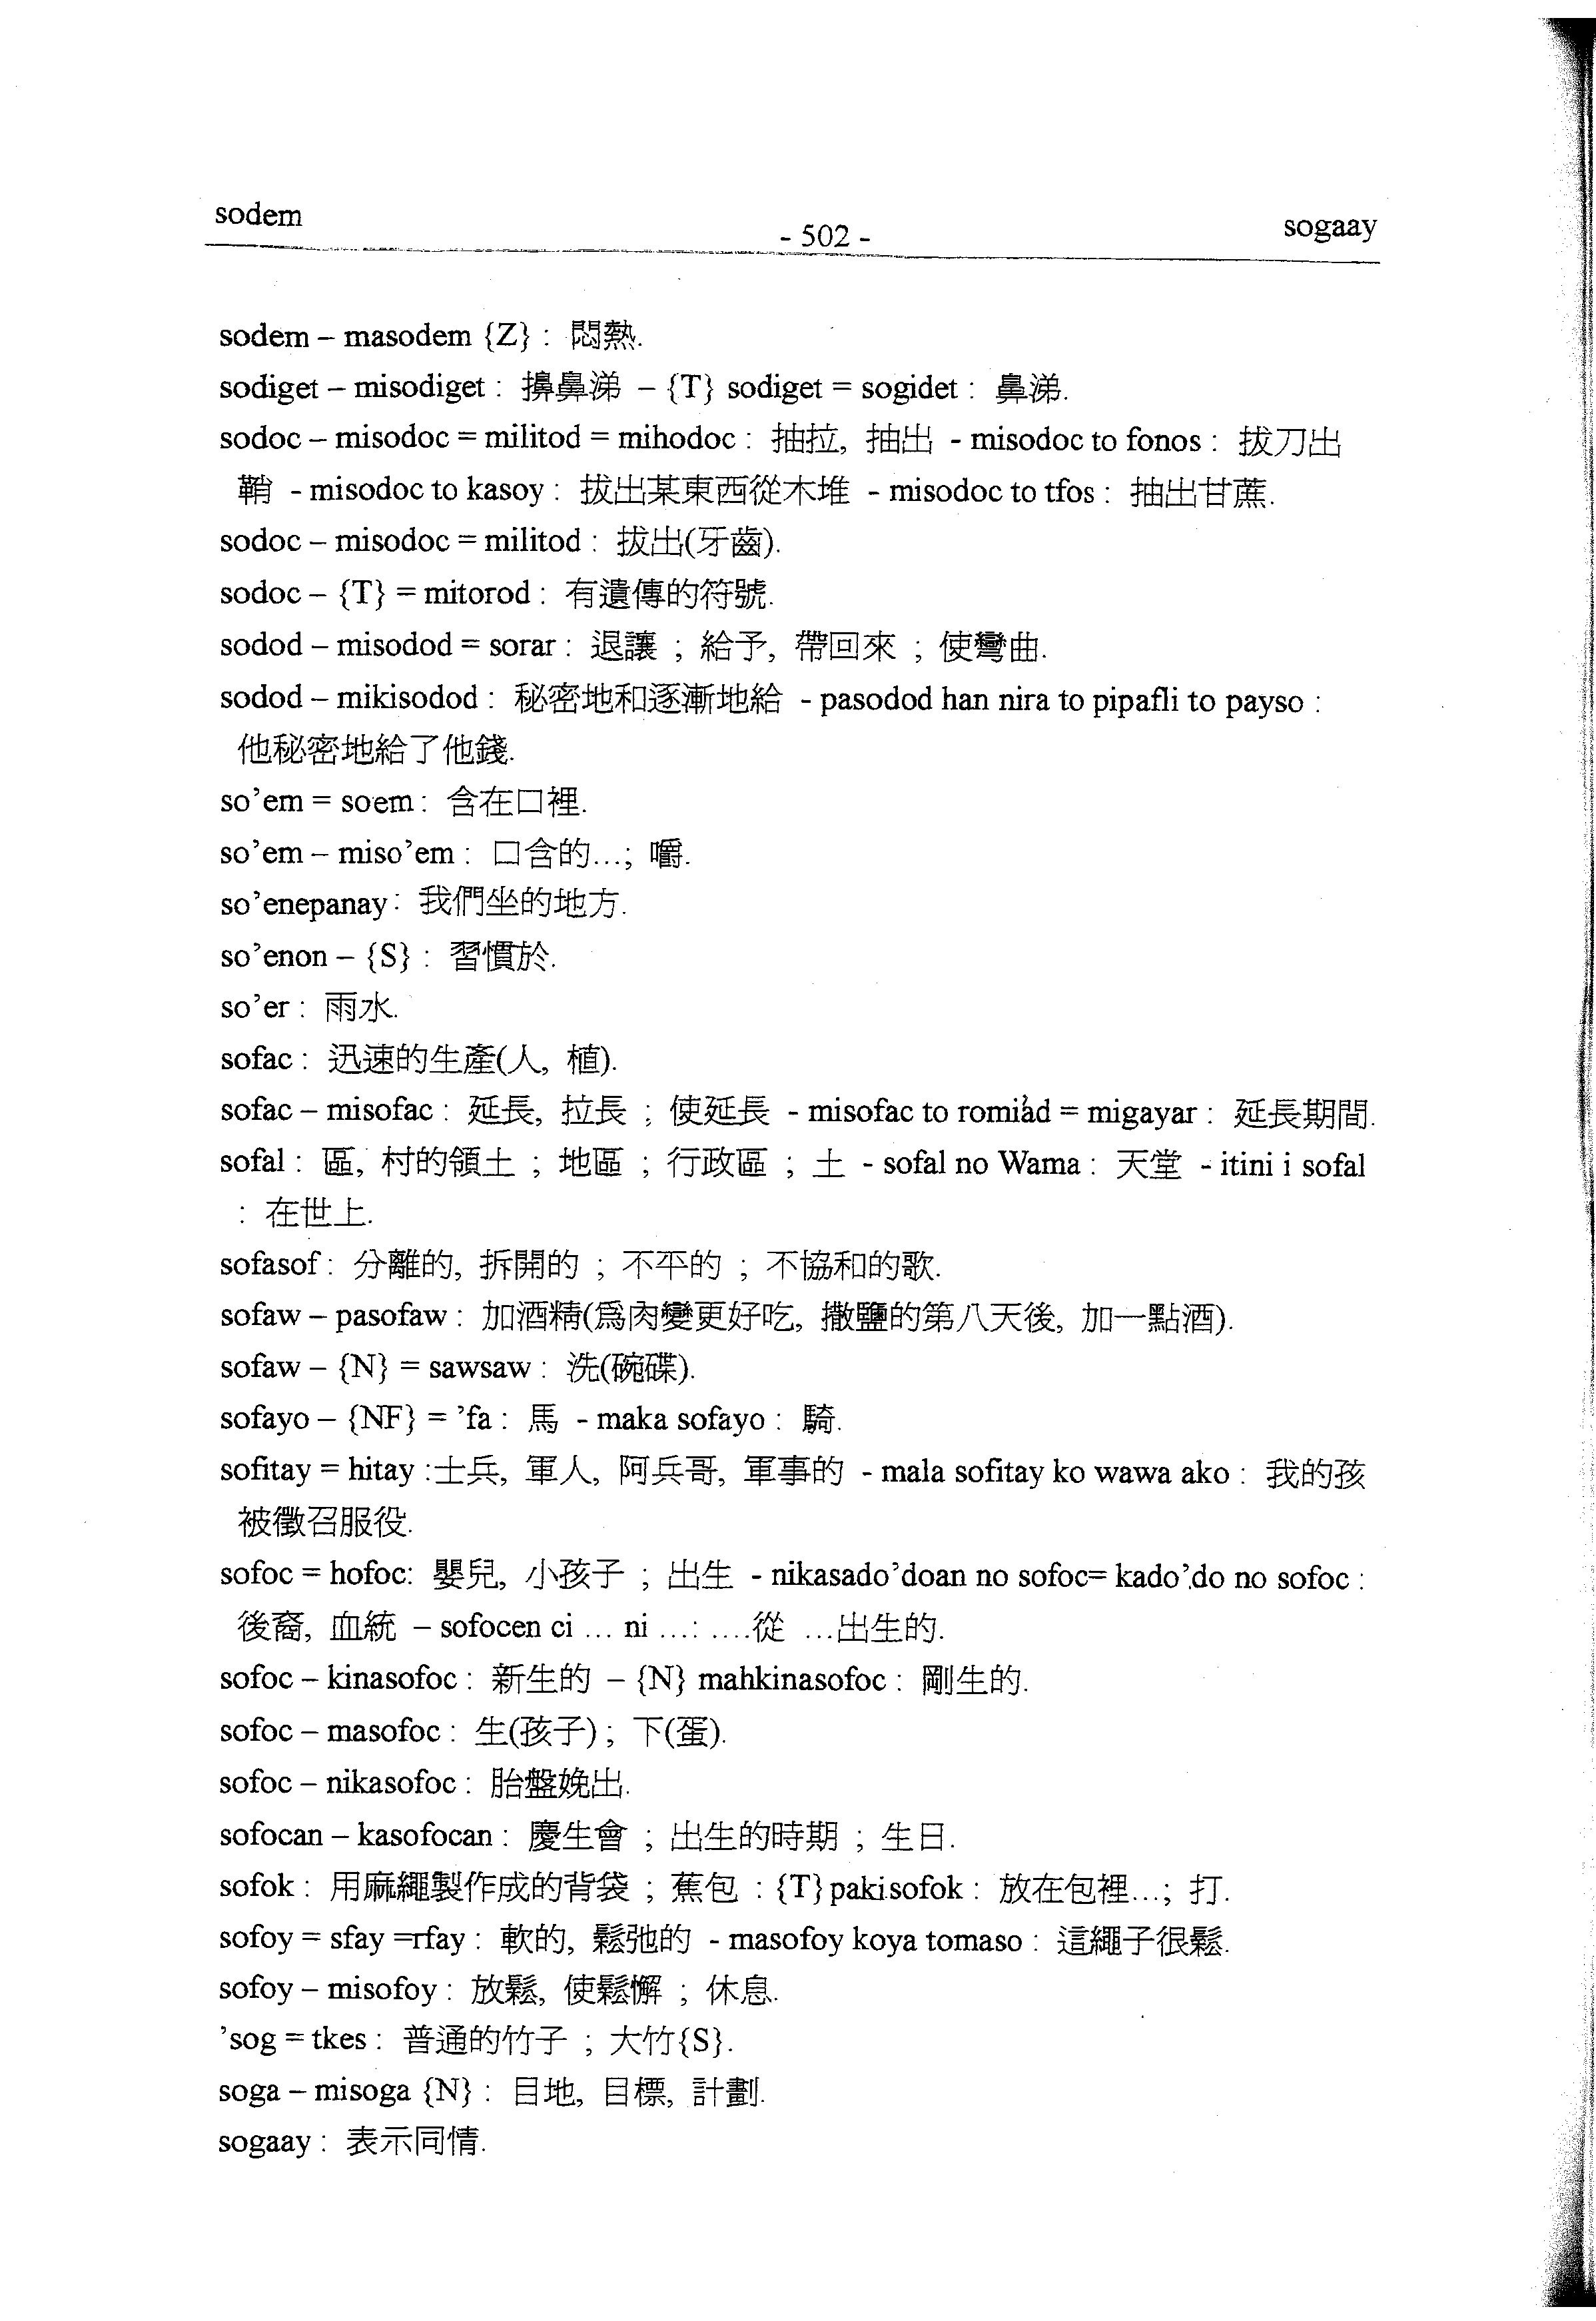 sodem
- 502 -
sogaay
sodem – masodem {Z} : 悶熱.
sodiget – misodiget : 擤鼻涕 – {T} sodiget = sogidet : 鼻涕.
sodoc – misodoc = militod = mihodoc : 抽拉, 抽出 - misodoc to fonos : 拔刀出
鞘 - misodoc to kasoy : 拔出某東西從木堆 - misodoc to tfos : 抽出甘蔗.
sodoc – misodoc = militod : 拔出(牙齒).
sodoc – {T} = mitorod : 有遺傳的符號.
sodod – misodod = sorar : 退讓 ; 給予, 帶回來 ; 使彎曲.
sodod – mikisodod : 秘密地和逐漸地給 - pasodod han nira to pipafli to payso :
他秘密地給了他錢.
so’em = soem : 含在口裡.
so’em – miso’em : 口含的...; 嚼.
so’enepanay : 我們坐的地方.
so’enon – {S} : 習慣於.
so’er : 雨水.
sofac : 迅速的生產(人, 植).
sofac – misofac : 延長, 拉長 ; 使延長 - misofac to romi’ad = migayar : 延長期間.
sofal : 區, 村的領土 ; 地區 ; 行政區 ; 土 - sofal no Wama : 天堂 - itini i sofal
: 在世上.
sofasof : 分離的, 拆開的 ; 不平的 ; 不協和的歌.
sofaw – pasofaw : 加酒精(爲肉變更好吃, 撒鹽的第八天後, 加一點酒).
sofaw – {N} = sawsaw : 洗(碗碟).
sofayo – {NF} = ’fa : 馬 - maka sofayo : 騎.
sofitay = hitay :士兵, 軍人, 阿兵哥, 軍事的 - mala sofitay ko wawa ako : 我的孩
被徵召服役.
sofoc = hofoc: 嬰兒, 小孩子 ; 出生 - nikasado’doan no sofoc= kado’do no sofoc :
後裔, 血統 – sofocen ci ... ni ...: ....從 ...出生的.
sofoc – kinasofoc : 新生的 – {N} mahkinasofoc : 剛生的.
sofoc – masofoc : 生(孩子) ; 下(蛋).
sofoc – nikasofoc : 胎盤娩出.
sofocan – kasofocan : 慶生會 ; 出生的時期 ; 生日.
sofok : 用麻繩製作成的背袋 ; 蕉包 : {T} pakisofok : 放在包裡...; 打.
sofoy = sfay =rfay : 軟的, 鬆弛的 - masofoy koya tomaso : 這繩子很鬆.
sofoy – misofoy : 放鬆, 使鬆懈 ; 休息.
’sog = tkes : 普通的竹子 ; 大竹{S}.
soga – misoga {N} : 目地, 目標, 計劃.
sogaay : 表示同情.